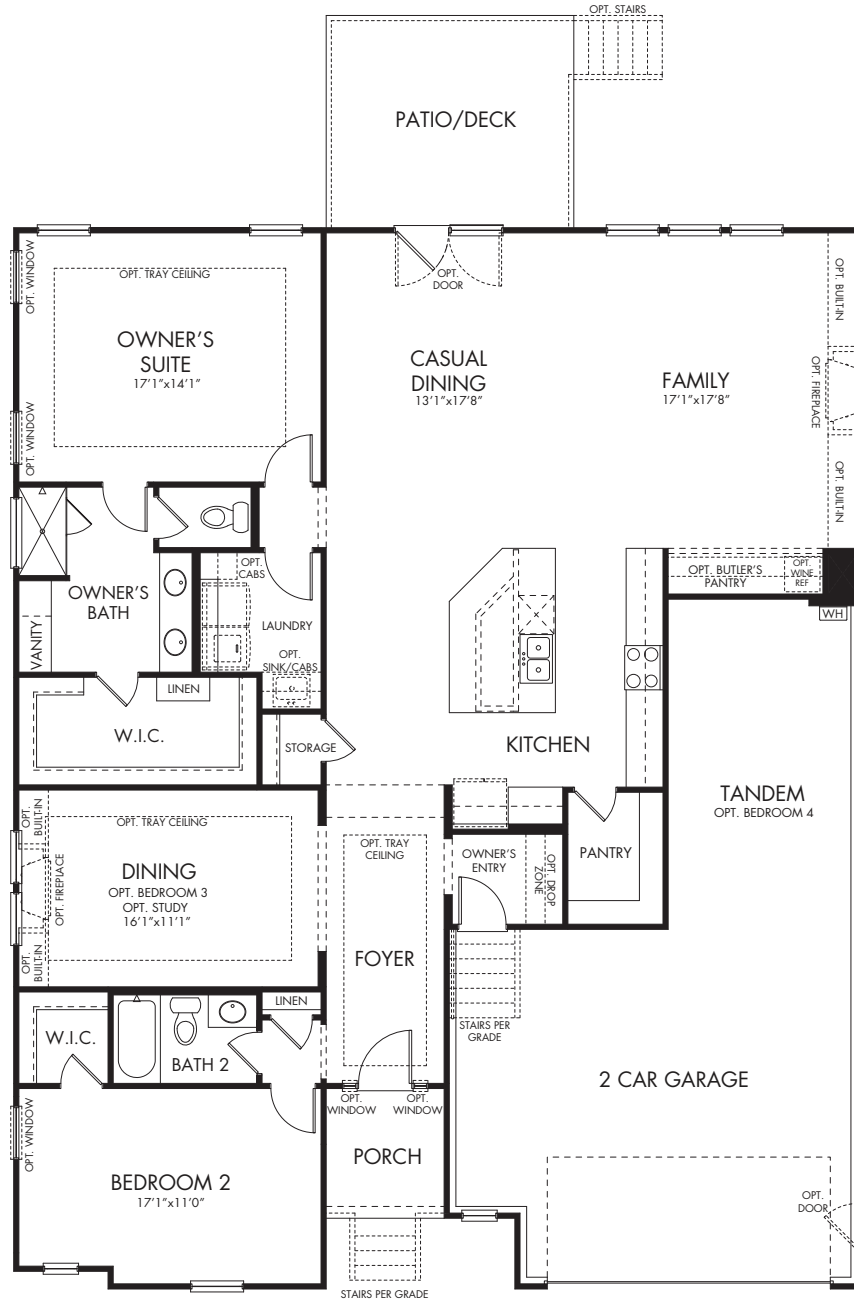 OPT. STAIRS
PATIO/DECK
OPT. WINDOW
OPT. TRAY CEILING
OPT.
DOOR
OPT. BUILT-IN
OWNER'S
SUITE
17'1"x14'1"
CASUAL
DINING
13'1"x17'8"
FAMILY
17'1"x17'8"
OPT. FIREPLACE
OPT. WINDOW
OPT. BUILT-IN
OPT.
CABS
OPT. BUTLER'S
PANTRY
OPT.
WINE
REF
OWNER'S
BATH
LAUNDRY
WH
VANITY
OPT.
SINK/CABS
LINEN
W.I.C.
STORAGE
KITCHEN
TANDEM
OPT. BEDROOM 4
OPT.
BUILT-IN
OPT. TRAY CEILING
OPT. TRAY
CEILING
OWNER'S
ENTRY
OPT. DROP
ZONE
PANTRY
DINING
OPT. BEDROOM 3
OPT. STUDY
16'1"x11'1"
OPT. FIREPLACE
OPT.
BUILT-IN
FOYER
LINEN
W.I.C.
BATH 2
STAIRS PER
GRADE
2 CAR GARAGE
OPT.
WINDOW
OPT.
WINDOW
OPT. WINDOW
PORCH
BEDROOM 2
17'1"x11'0"
OPT.
DOOR
STAIRS PER GRADE